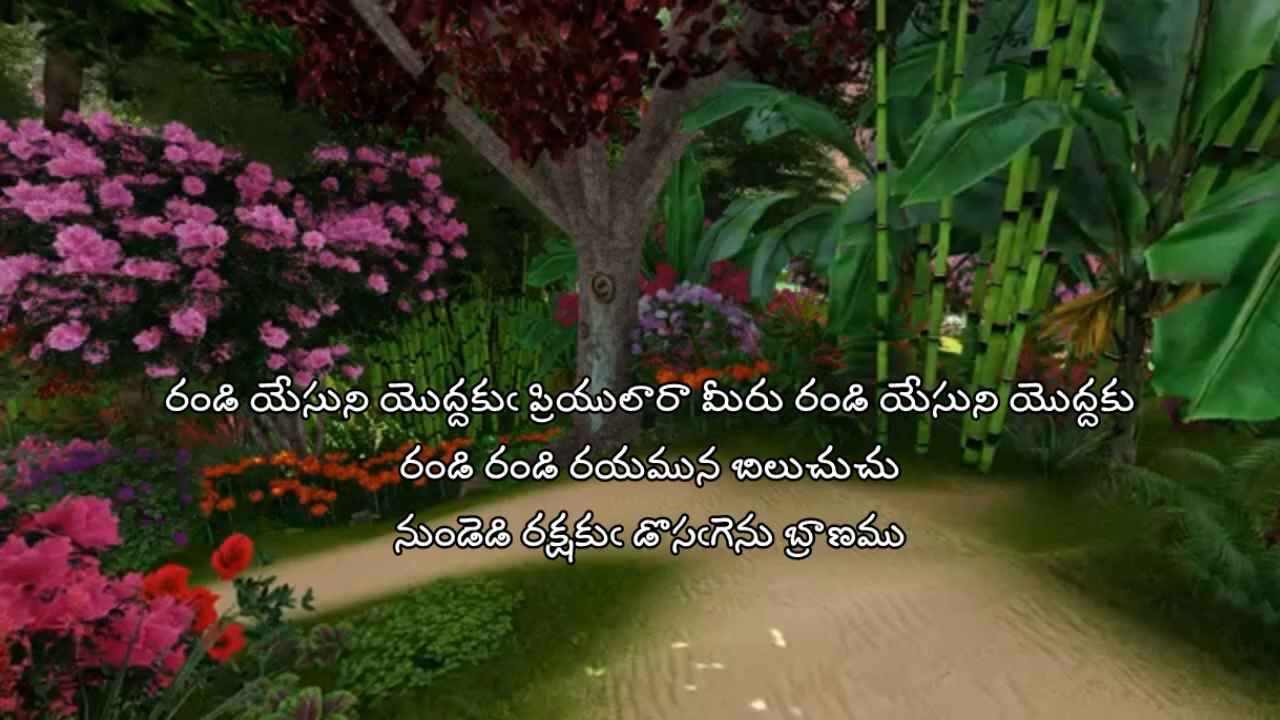 రండి యేసుని యొద్దకుఁ ప్రియులారా మీరు రండి యేసుని యొద్దకు
రండి రండి రయమున బిలుచుచు
నుండెడి రక్షకుఁ డొసఁగెను బ్రాణము